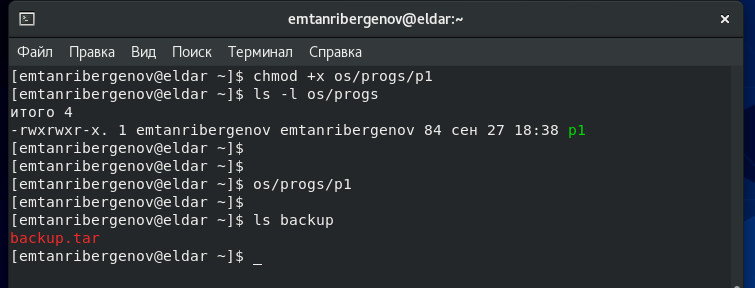 emtanribergenov@eldar:~
Файл Правка Вид Поиск Терминал Справка
[emtanribergenov@eldar ~]$ chmod +x os/progs/p1
[emtanribergenov@eldar ~]$ ls -l os/progs
итого 4
-rwxrwxr-x. 1 emtanribergenov emtanribergenov 84 сен 27 18:38 p1
[emtanribergenov@eldar ~]$
[emtanribergenov@eldar ~]$
[emtanribergenov@eldar ~]$ os/progs/p1
[emtanribergenov@eldar ~]$
[emtanribergenov@eldar ~]$ ls backup
backup.tar
[emtanribergenov@eldar ~]$ _